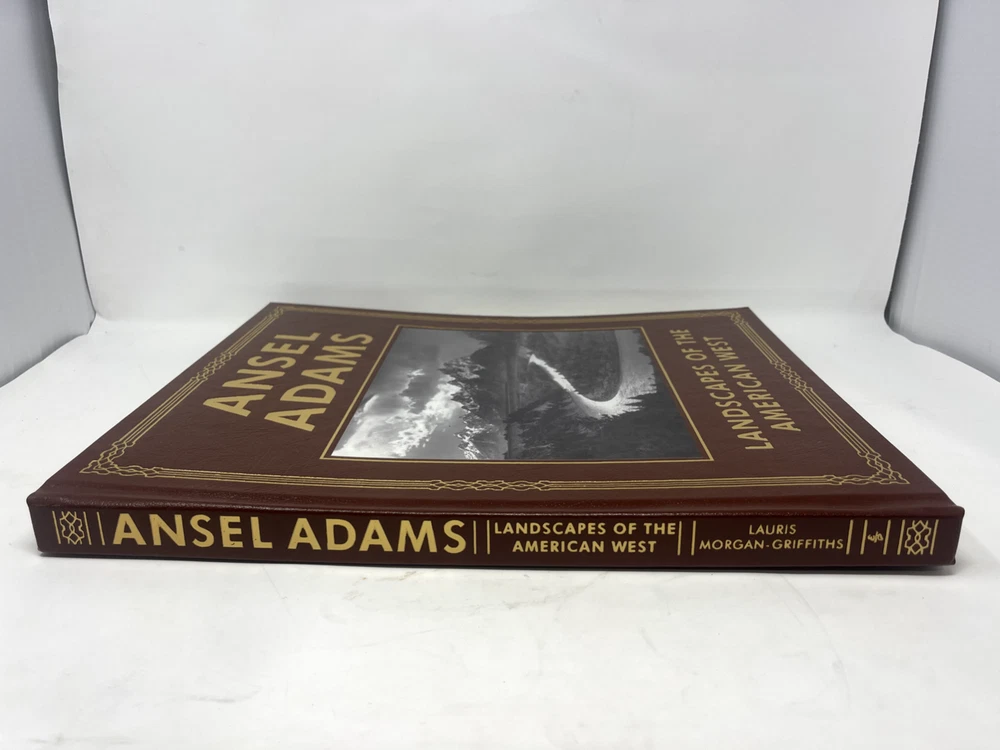 ANSEL
ADAMS
LANDSCAPES OF THE
AMERICAN WEST
ANSEL ADAMS
LANDSCAPES OF THE
AMERICAN WEST
LAURIS
MORGAN-GRIFFITHS